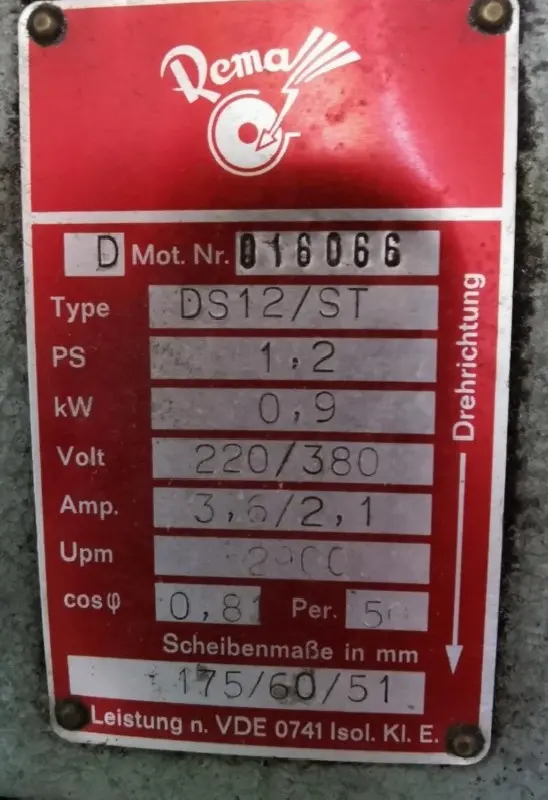 Rema
D Mot. Nr. 016066
Type DS12/ST
PS 1.2
kW 0,9
Volt 220/380
Amp. 3,6/2,1
Upm
cosφ 0,81 Per.
Scheibenmaße in mm
175/60/51
Leistung n. VDE 0741 Isol. Kl. E.
Drehrichtung